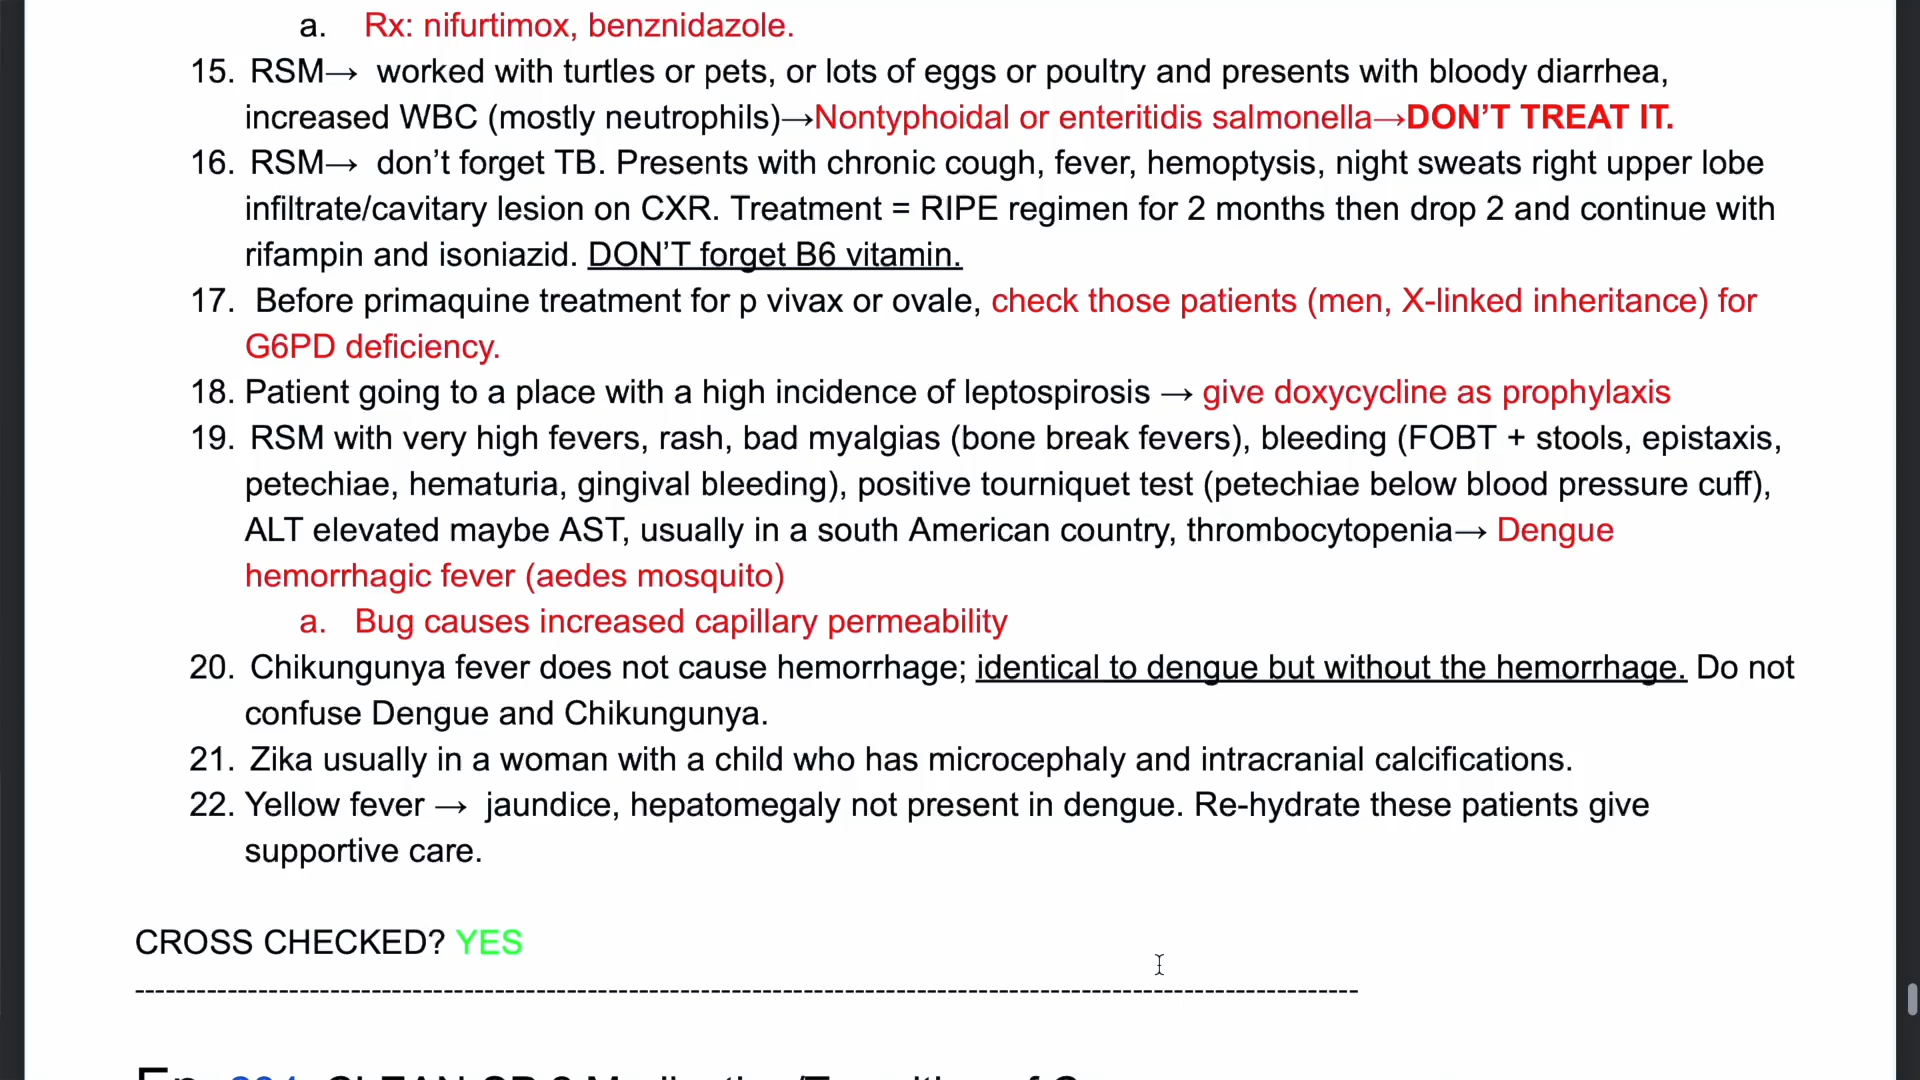 a. Rx: nifurtimox, benznidazole.
15. RSM→ worked with turtles or pets, or lots of eggs or poultry and presents with bloody diarrhea,
increased WBC (mostly neutrophils)→Nontyphoidal or enteritidis salmonella→DON’T TREAT IT.
16. RSM→ don’t forget TB. Presents with chronic cough, fever, hemoptysis, night sweats right upper lobe
infiltrate/cavitary lesion on CXR. Treatment = RIPE regimen for 2 months then drop 2 and continue with
rifampin and isoniazid. DON’T forget B6 vitamin.
17. Before primaquine treatment for p vivax or ovale, check those patients (men, X-linked inheritance) for
G6PD deficiency.
18. Patient going to a place with a high incidence of leptospirosis → give doxycycline as prophylaxis
19. RSM with very high fevers, rash, bad myalgias (bone break fevers), bleeding (FOBT + stools, epistaxis,
petechiae, hematuria, gingival bleeding), positive tourniquet test (petechiae below blood pressure cuff),
ALT elevated maybe AST, usually in a south American country, thrombocytopenia→ Dengue
hemorrhagic fever (aedes mosquito)
a. Bug causes increased capillary permeability
20. Chikungunya fever does not cause hemorrhage; identical to dengue but without the hemorrhage. Do not
confuse Dengue and Chikungunya.
21. Zika usually in a woman with a child who has microcephaly and intracranial calcifications.
22. Yellow fever → jaundice, hepatomegaly not present in dengue. Re-hydrate these patients give
supportive care.
CROSS CHECKED? YES